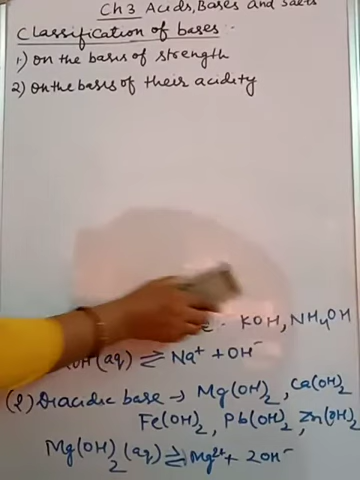 Ch 3 Acids, Bases and Salts
Classification of bases -
1.) on the basis of strength
2) On the basis of their acidity
KOH, NH4OH
OH(aq) ⇌ Na⁺ + OH⁻
(2) Diacidic base → Mg(OH)₂, Ca(OH)₂
Fe(OH)₂, Pb(OH)₂, Zn(OH)₂
Mg(OH)₂ (aq) ⇌ Mg²⁺ + 2OH⁻